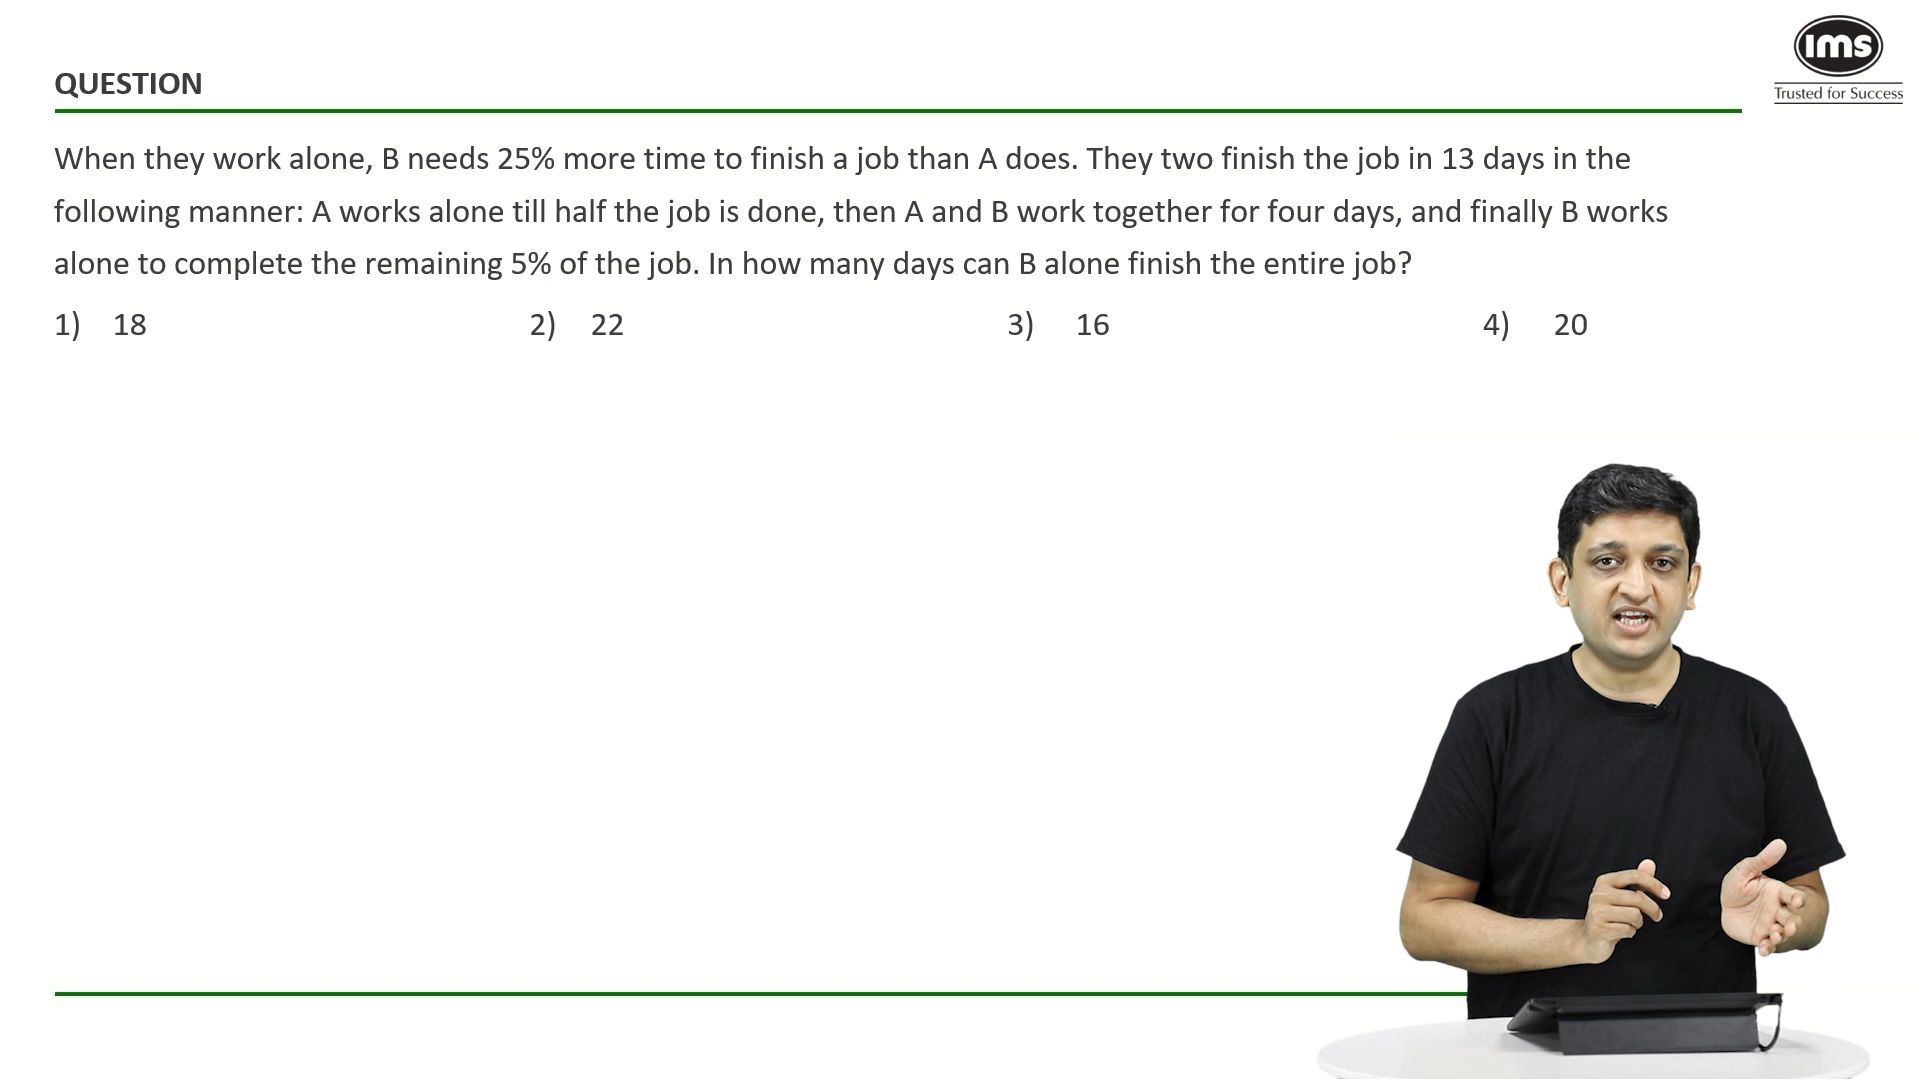 ims
Trusted for Success
QUESTION
When they work alone, B needs 25% more time to finish a job than A does. They two finish the job in 13 days in the
following manner: A works alone till half the job is done, then A and B work together for four days, and finally B works
alone to complete the remaining 5% of the job. In how many days can B alone finish the entire job?
1) 18 2) 22 3) 16 4) 20